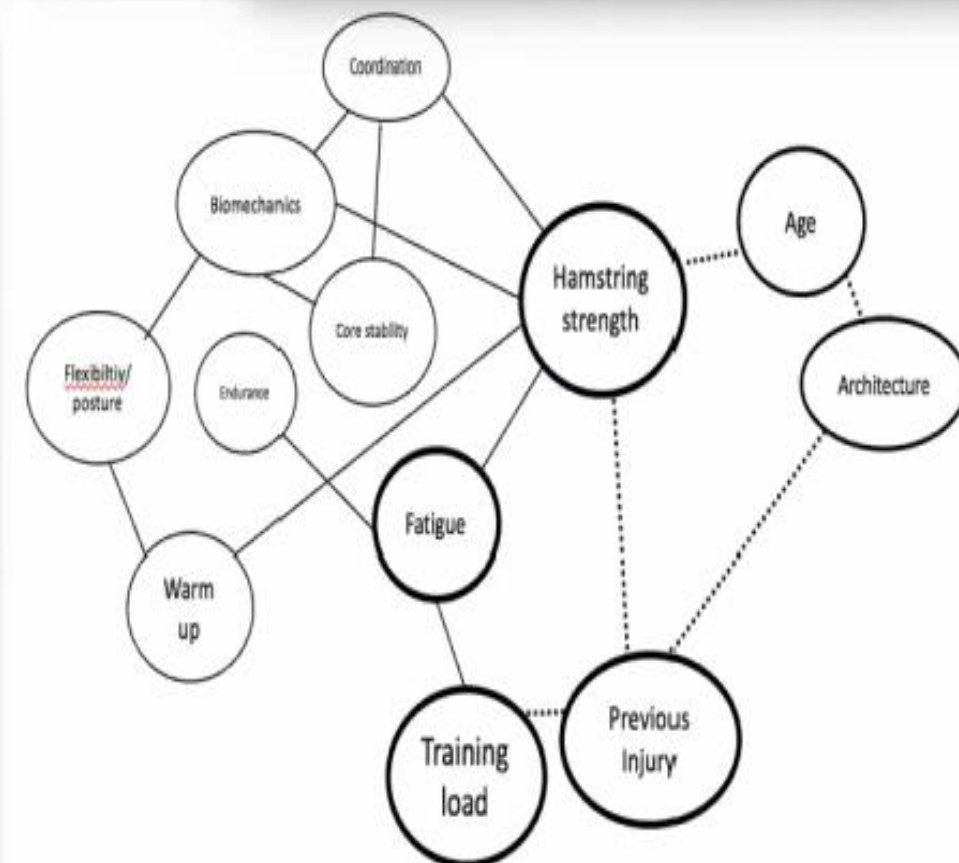 Coordination
Biomechanics
Age
Hamstring
strength
Core stability
Flexibiltiy/
posture
Endurance
Architecture
Fatigue
Warm
up
Previous
Injury
Training
load